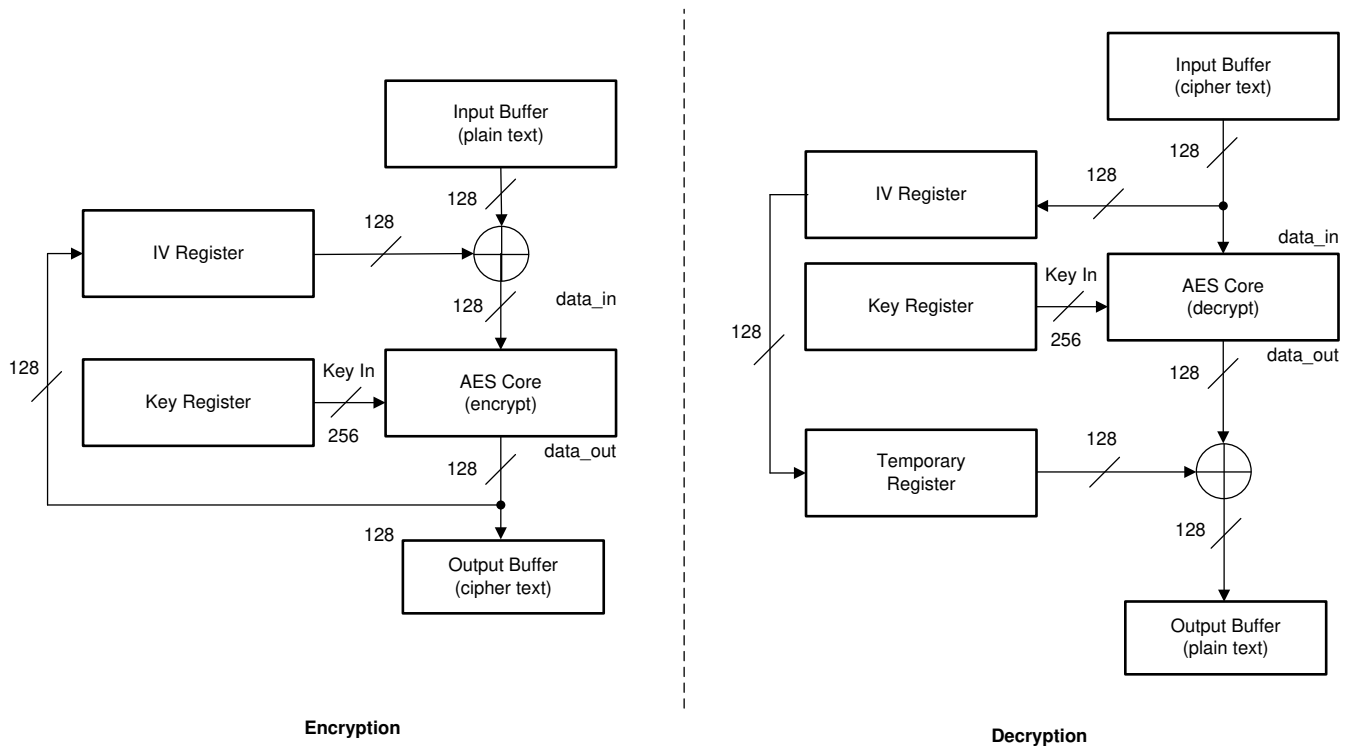 Input Buffer
(plain text)
128
IV Register
128
128
data_in
128
Key Register
Key In
256
AES Core
(encrypt)
data_out
128
128
Output Buffer
(cipher text)
Encryption
Input Buffer
(cipher text)
128
128
IV Register
data_in
Key In
AES Core
(decrypt)
Key Register
256
128
data_out
128
Temporary
Register
128
128
Output Buffer
(plain text)
Decryption